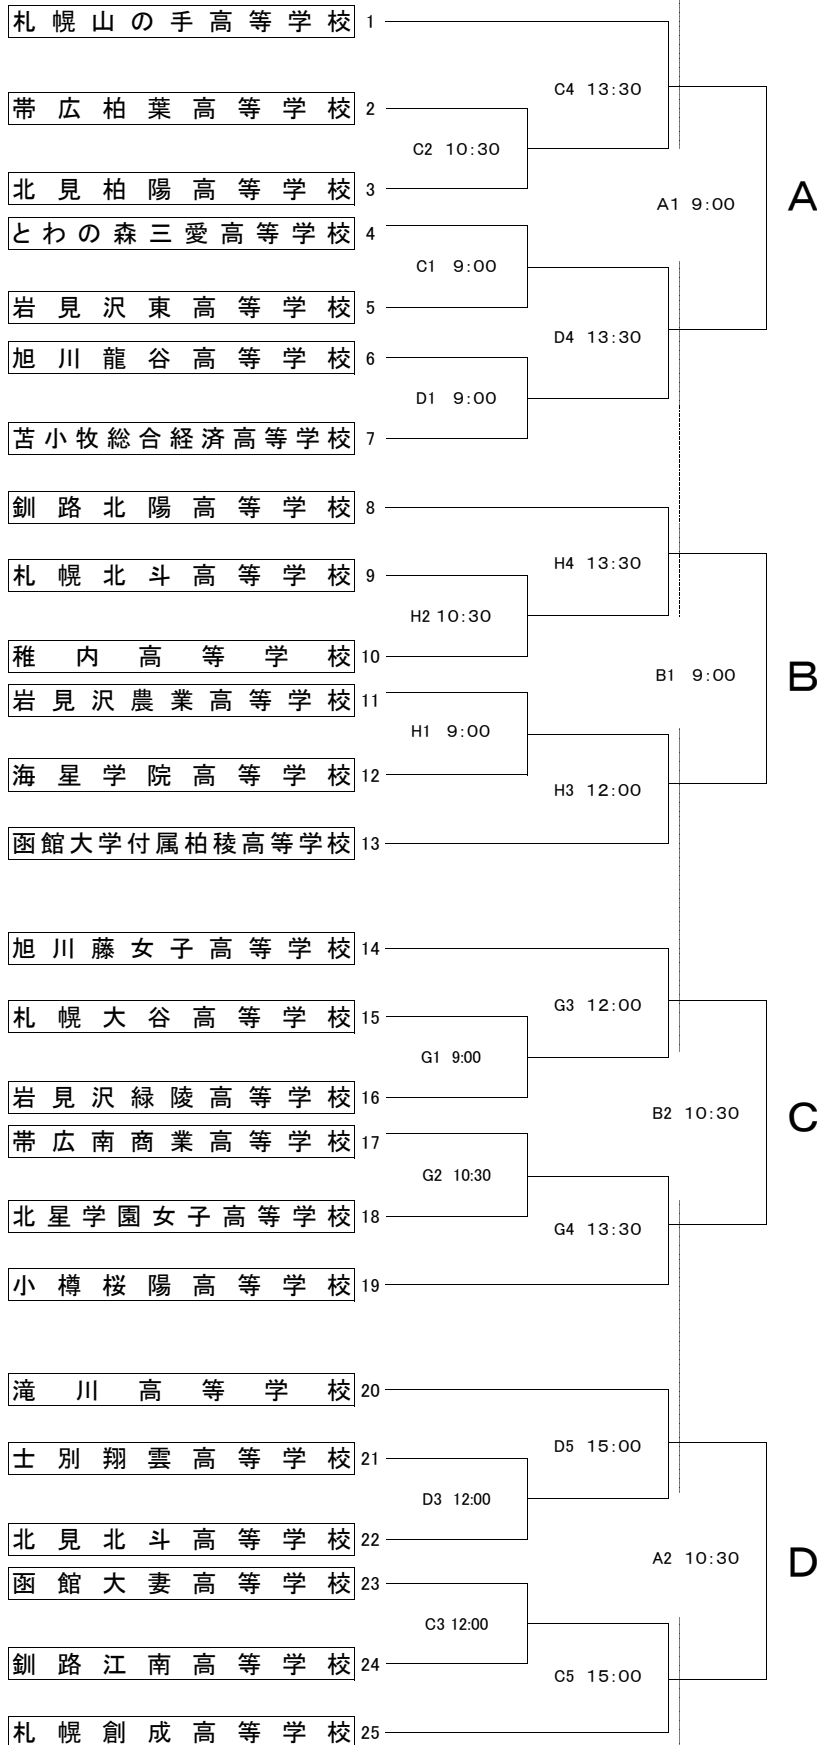 札幌山の手高等学校 1
C4 13:30
帯広柏葉高等学校 2
C2 10:30
北見柏陽高等学校 3
A1 9:00
A
とわの森三愛高等学校 4
C1 9:00
岩見沢東高等学校 5
D4 13:30
旭川龍谷高等学校 6
D1 9:00
苫小牧総合経済高等学校 7
釧路北陽高等学校 8
H4 13:30
札幌北斗高等学校 9
H2 10:30
稚内高等学校 10
B1 9:00
B
岩見沢農業高等学校 11
H1 9:00
海星学院高等学校 12
H3 12:00
函館大学付属柏稜高等学校 13
旭川藤女子高等学校 14
G3 12:00
札幌大谷高等学校 15
G1 9:00
岩見沢緑陵高等学校 16
B2 10:30
C
帯広南商業高等学校 17
G2 10:30
北星学園女子高等学校 18
G4 13:30
小樽桜陽高等学校 19
滝川高等学校 20
D5 15:00
士別翔雲高等学校 21
D3 12:00
北見北斗高等学校 22
A2 10:30
D
函館大妻高等学校 23
C3 12:00
釧路江南高等学校 24
C5 15:00
札幌創成高等学校 25